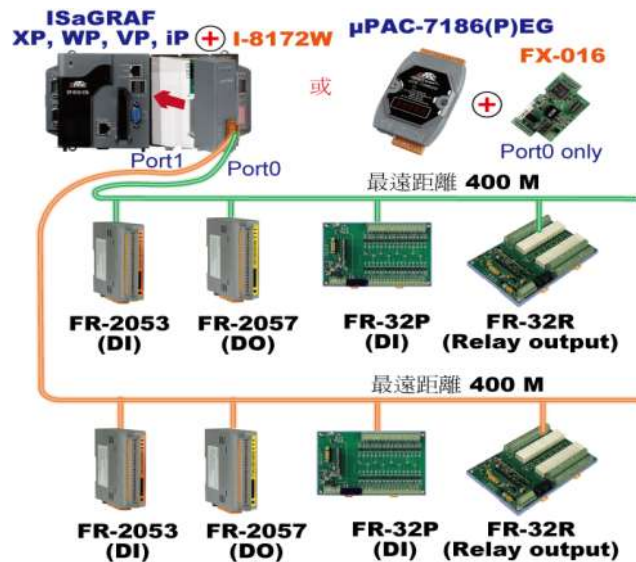 ISaGRAF
XP, WP, VP, iP + I-8172W
或
µPAC-7186(P)EG
+
FX-016
Port0 only
Port1
Port0
最遠距離 400 M
FR-2053
(DI)
FR-2057
(DO)
FR-32P
(DI)
FR-32R
(Relay output)
最遠距離 400 M
FR-2053
(DI)
FR-2057
(DO)
FR-32P
(DI)
FR-32R
(Relay output)